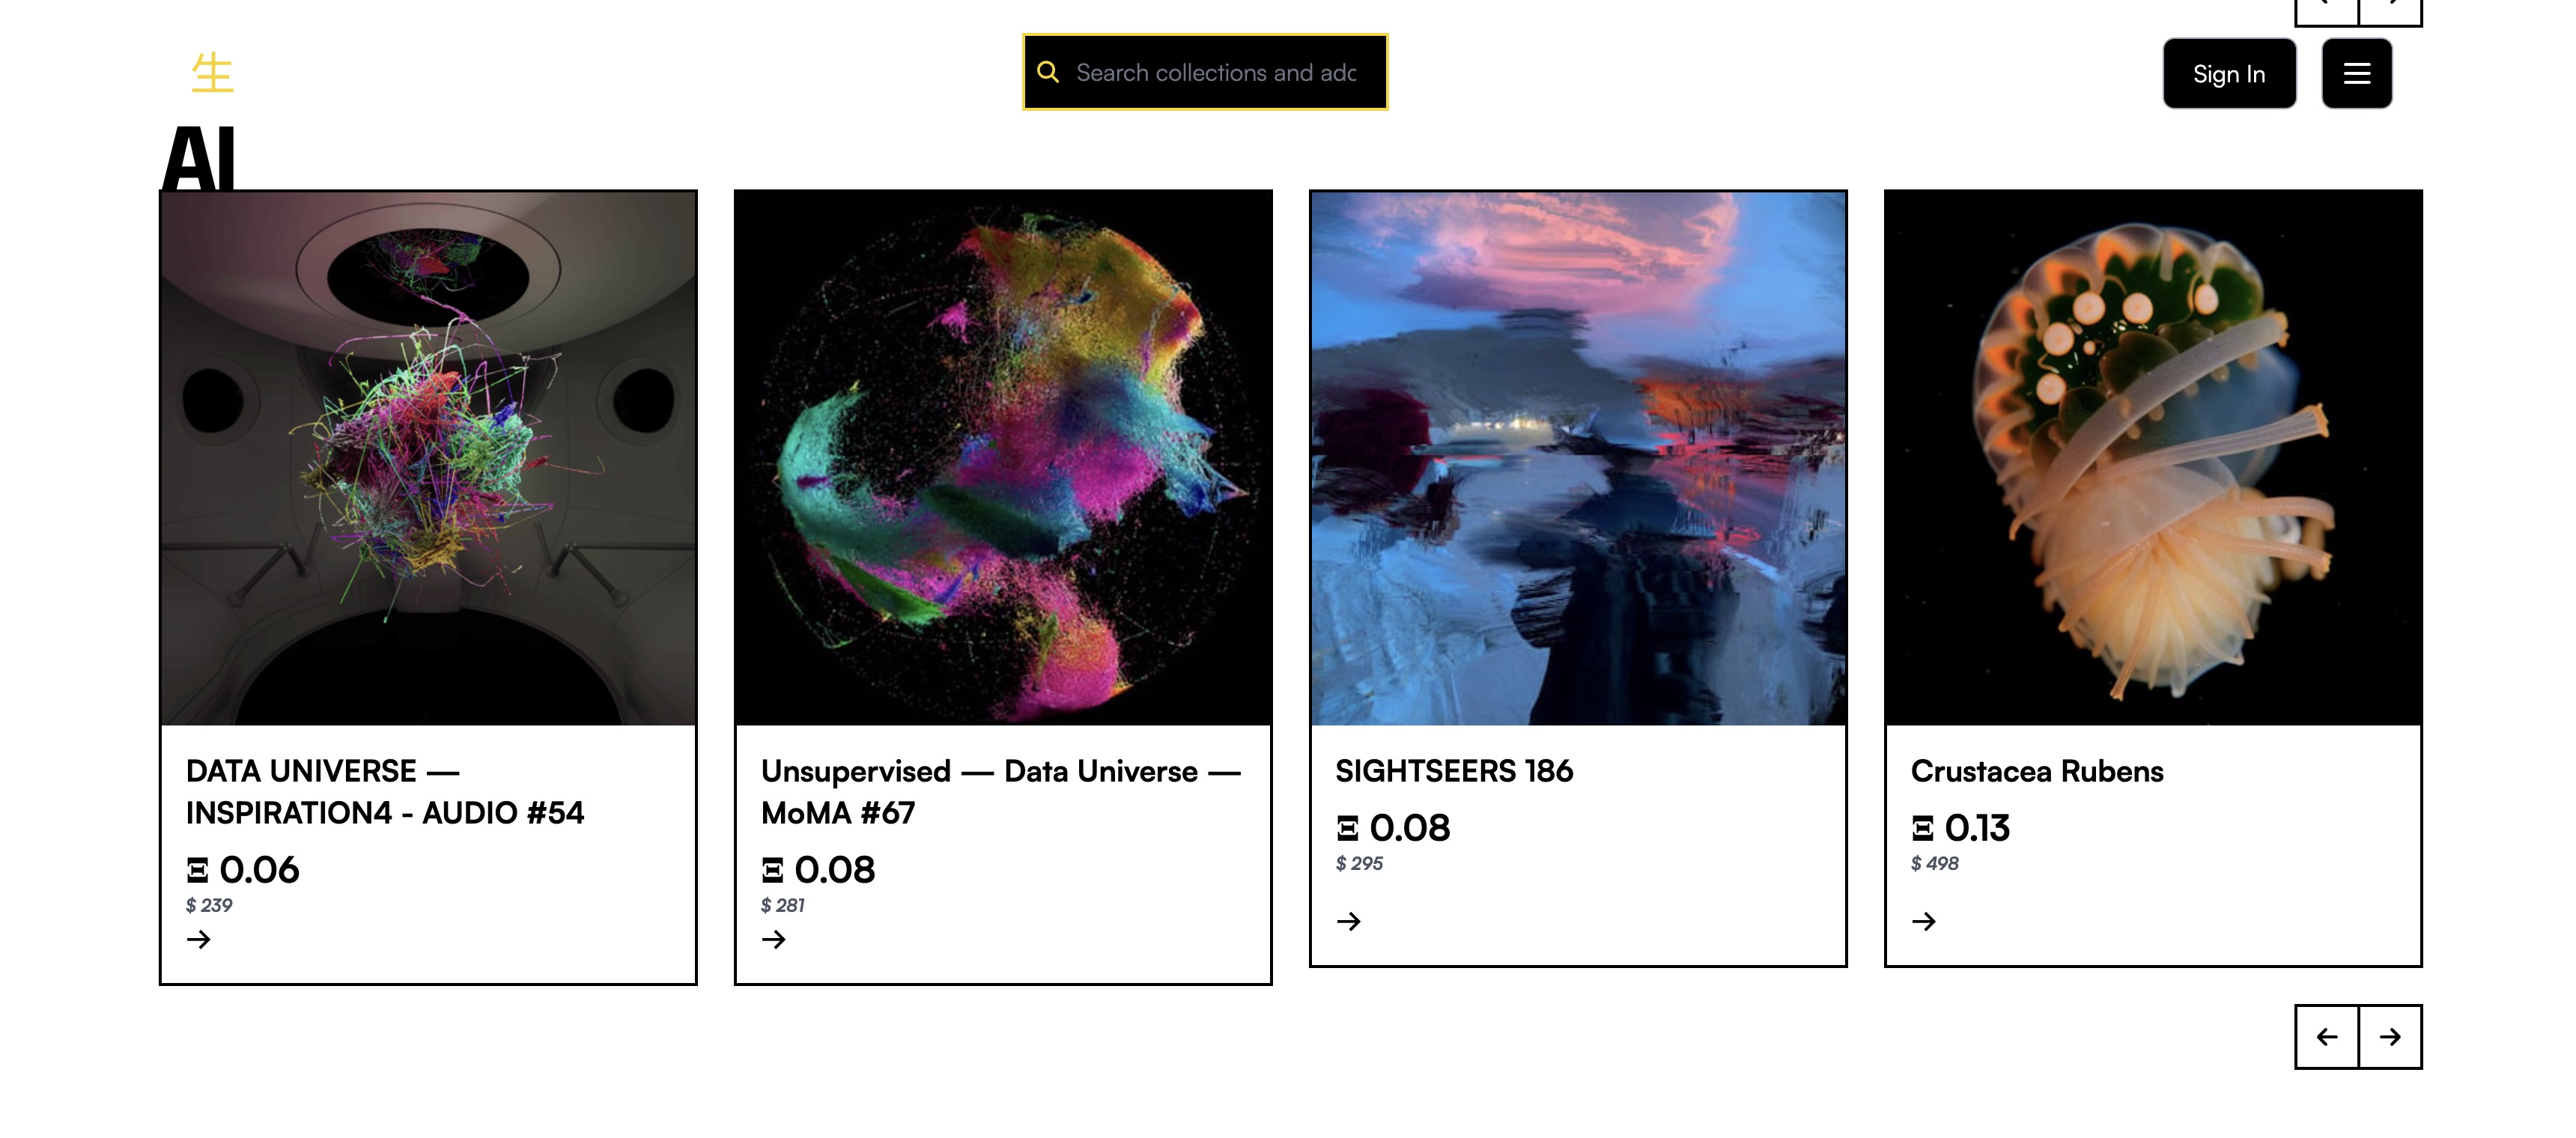 生
Search collections and add
Sign In
AI
DATA UNIVERSE —
INSPIRATION4 - AUDIO #54
Ξ 0.06
$ 239
→
Unsupervised — Data Universe —
MoMA #67
Ξ 0.08
$ 281
→
SIGHTSEERS 186
Ξ 0.08
$ 295
→
Crustacea Rubens
Ξ 0.13
$ 498
→
← →